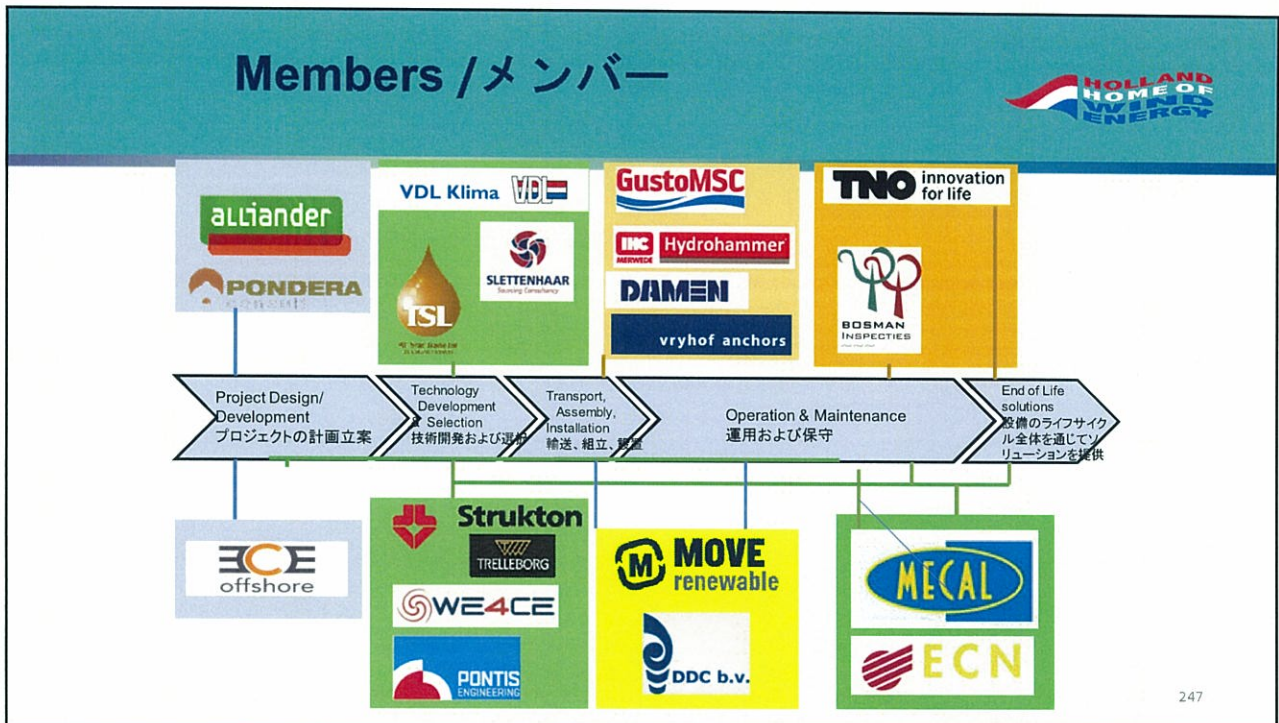 Members /メンバー
HOLLAND
HOME OF
WIND
ENERGY
alliander
PONDERA
VDL Klima VDL
TSL
SLETTENHAAR
Sourcing Consultancy
GustoMSC
IHC
MERWEDE
Hydrohammer
DAMEN
vryhof anchors
TNO innovation
for life
BOSMAN
INSPECTIES
Project Design/
Development
プロジェクトの計画立案
Technology
Development
& Selection
技術開発および選択
Transport,
Assembly,
Installation
輸送、組立、設置
Operation & Maintenance
運用および保守
End of Life
solutions
設備のライフサイク
ル全体を通じてソ
リューションを提供
ECE
offshore
Strukton
TRELLEBORG
WE4CE
PONTIS
ENGINEERING
M MOVE
renewable
DDC b.v.
MECAL
ECN
247